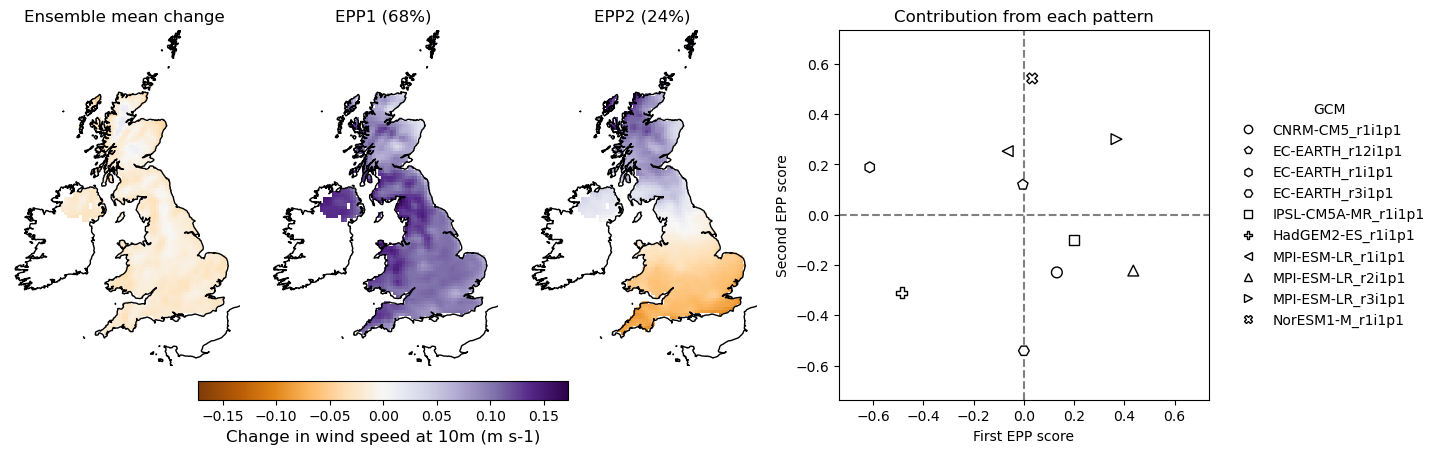 Ensemble mean change
EPP1 (68%)
EPP2 (24%)
Contribution from each pattern
−0.15 −0.10 −0.05 0.00 0.05 0.10 0.15
Change in wind speed at 10m (m s-1)
Second EPP score
0.6
0.4
0.2
0.0
−0.2
−0.4
−0.6
−0.6 −0.4 −0.2 0.0 0.2 0.4 0.6
First EPP score
GCM
CNRM-CM5_r1i1p1
EC-EARTH_r12i1p1
EC-EARTH_r1i1p1
EC-EARTH_r3i1p1
IPSL-CM5A-MR_r1i1p1
HadGEM2-ES_r1i1p1
MPI-ESM-LR_r1i1p1
MPI-ESM-LR_r2i1p1
MPI-ESM-LR_r3i1p1
NorESM1-M_r1i1p1